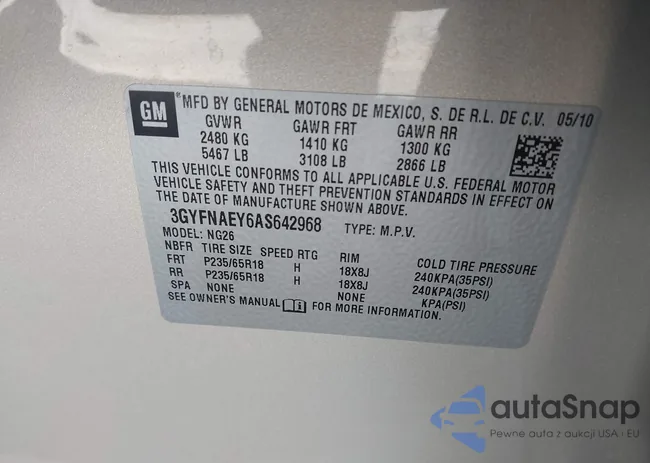 GM
MFD BY GENERAL MOTORS DE MEXICO, S. DE R.L. DE C.V. 05/10
GVWR GAWR FRT GAWR RR
2480 KG 1410 KG 1300 KG
5467 LB 3108 LB 2866 LB
THIS VEHICLE CONFORMS TO ALL APPLICABLE U.S. FEDERAL MOTOR
VEHICLE SAFETY AND THEFT PREVENTION STANDARDS IN EFFECT ON
THE DATE OF MANUFACTURE SHOWN ABOVE.
3GYFNAEY6AS642968 TYPE: M.P.V.
MODEL: NG26
NBFR TIRE SIZE SPEED RTG RIM COLD TIRE PRESSURE
FRT P235/65R18 H 18X8J 240KPA(35PSI)
RR P235/65R18 H 18X8J 240KPA(35PSI)
SPA NONE NONE KPA(PSI)
SEE OWNER'S MANUAL FOR MORE INFORMATION.
autaSnap
Pewne auta z aukcji USA i EU